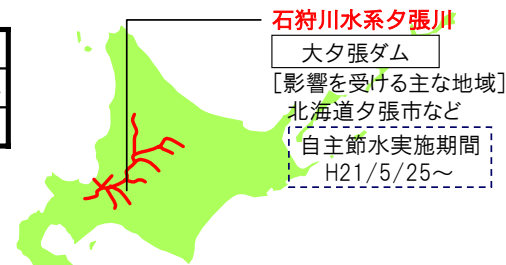 石狩川水系夕張川
大夕張ダム
[影響を受ける主な地域]
北海道夕張市など
自主節水実施期間
H21/5/25～